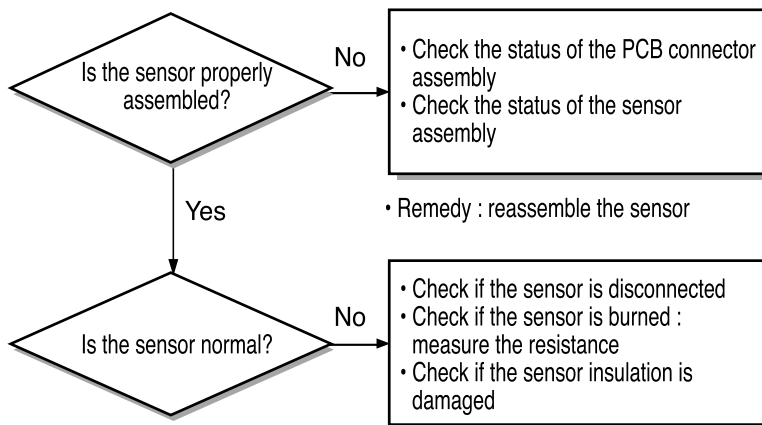 Is the sensor properly
assembled?
No
• Check the status of the PCB connector
assembly
• Check the status of the sensor
assembly
Yes
• Remedy : reassemble the sensor
Is the sensor normal?
No
• Check if the sensor is disconnected
• Check if the sensor is burned :
measure the resistance
• Check if the sensor insulation is
damaged